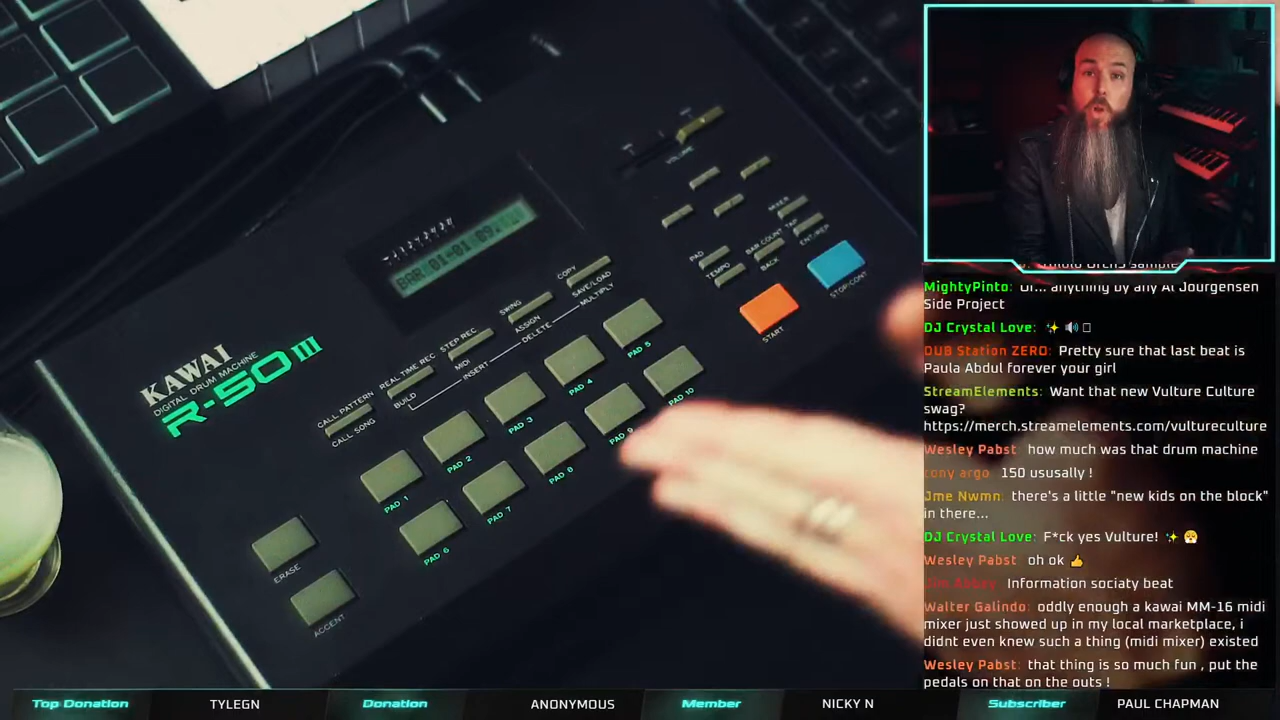 KAWAI
DIGITAL DRUM MACHINE
R-50 III
BAR 01-01
VOLUME
MIXER
PAD
BAR COUNT TAP
ENT/REP
TEMPO
BACK
STOP/CONT
START
COPY
SAVE/LOAD
SWING
ASSIGN
DELETE
MULTIPLY
STEP REC
MIDI
INSERT
REAL TIME REC
BUILD
CALL PATTERN
CALL SONG
PAD 1
PAD 2
PAD 3
PAD 4
PAD 5
PAD 6
PAD 7
PAD 8
PAD 9
PAD 10
ERASE
ACCENT
MightyPinto: Or... anything by any Al Jourgensen
Side Project
DJ Crystal Love: ✨ 🔊
DUB Station ZERO: Pretty sure that last beat is
Paula Abdul forever your girl
StreamElements: Want that new Vulture Culture
swag?
https://merch.streamelements.com/vultureculture
Wesley Pabst: how much was that drum machine
tony argo: 150 ususally !
Jme Nwmn: there's a little "new kids on the block"
in there...
DJ Crystal Love: F*ck yes Vulture! ✨ 😤
Wesley Pabst: oh ok 👍
Jim Abbey: Information sociaty beat
Walter Galindo: oddly enough a kawai MM-16 midi
mixer just showed up in my local marketplace, i
didnt even knew such a thing (midi mixer) existed
Wesley Pabst: that thing is so much fun , put the
pedals on that on the outs !
Top Donation TYLEGN Donation ANONYMOUS Member NICKY N Subscriber PAUL CHAPMAN